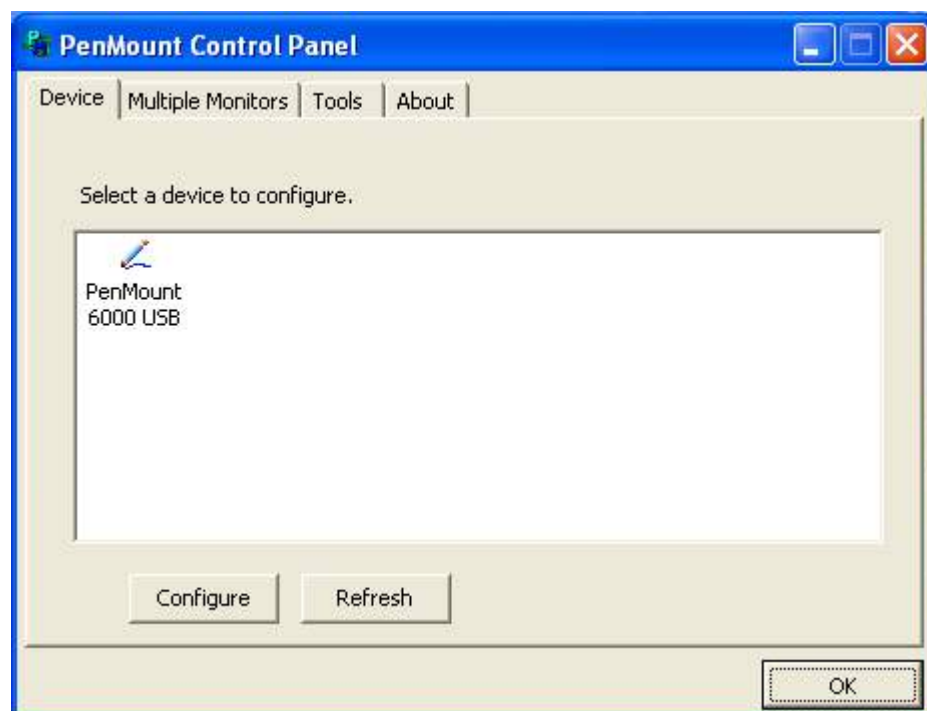 PenMount Control Panel
Device Multiple Monitors Tools About
Select a device to configure.
PenMount
6000 USB
Configure Refresh
OK